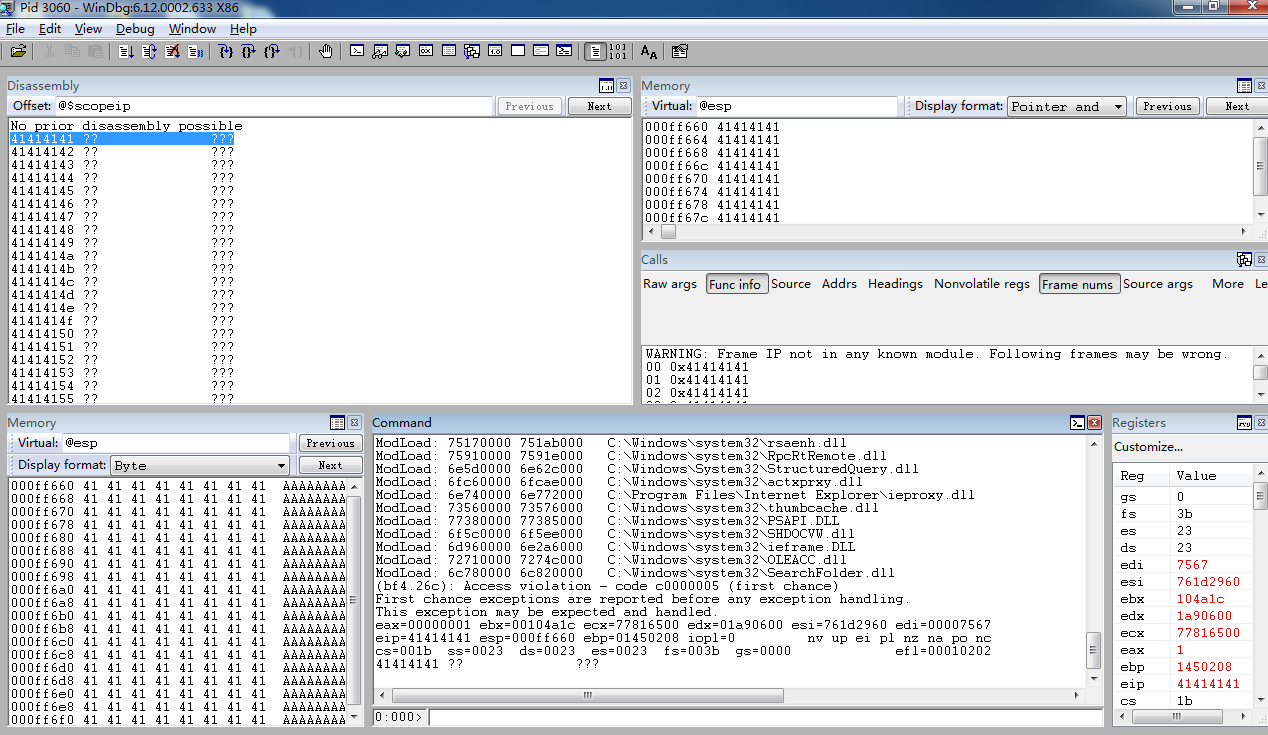 Pid 3060 - WinDbg:6.12.0002.633 X86
File Edit View Debug Window Help
Disassembly
Offset: @$scopeip Previous Next
No prior disassembly possible
41414141 ?? ???
41414142 ?? ???
41414143 ?? ???
41414144 ?? ???
41414145 ?? ???
41414146 ?? ???
41414147 ?? ???
41414148 ?? ???
41414149 ?? ???
4141414a ?? ???
4141414b ?? ???
4141414c ?? ???
4141414d ?? ???
4141414e ?? ???
4141414f ?? ???
41414150 ?? ???
41414151 ?? ???
41414152 ?? ???
41414153 ?? ???
41414154 ?? ???
41414155 ?? ???
Memory
Virtual: @esp Display format: Pointer and Previous Next
000ff660 41414141
000ff664 41414141
000ff668 41414141
000ff66c 41414141
000ff670 41414141
000ff674 41414141
000ff678 41414141
000ff67c 41414141
Calls
Raw args Func info Source Addrs Headings Nonvolatile regs Frame nums Source args More Le
WARNING: Frame IP not in any known module. Following frames may be wrong.
00 0x41414141
01 0x41414141
02 0x41414141
Memory
Virtual: @esp Previous
Display format: Byte Next
000ff660 41 41 41 41 41 41 41 41 AAAAAAAA
000ff668 41 41 41 41 41 41 41 41 AAAAAAAA
000ff670 41 41 41 41 41 41 41 41 AAAAAAAA
000ff678 41 41 41 41 41 41 41 41 AAAAAAAA
000ff680 41 41 41 41 41 41 41 41 AAAAAAAA
000ff688 41 41 41 41 41 41 41 41 AAAAAAAA
000ff690 41 41 41 41 41 41 41 41 AAAAAAAA
000ff698 41 41 41 41 41 41 41 41 AAAAAAAA
000ff6a0 41 41 41 41 41 41 41 41 AAAAAAAA
000ff6a8 41 41 41 41 41 41 41 41 AAAAAAAA
000ff6b0 41 41 41 41 41 41 41 41 AAAAAAAA
000ff6b8 41 41 41 41 41 41 41 41 AAAAAAAA
000ff6c0 41 41 41 41 41 41 41 41 AAAAAAAA
000ff6c8 41 41 41 41 41 41 41 41 AAAAAAAA
000ff6d0 41 41 41 41 41 41 41 41 AAAAAAAA
000ff6d8 41 41 41 41 41 41 41 41 AAAAAAAA
000ff6e0 41 41 41 41 41 41 41 41 AAAAAAAA
000ff6e8 41 41 41 41 41 41 41 41 AAAAAAAA
000ff6f0 41 41 41 41 41 41 41 41 AAAAAAAA
Command
ModLoad: 75170000 751ab000 C:\Windows\system32\rsaenh.dll
ModLoad: 75910000 7591e000 C:\Windows\system32\RpcRtRemote.dll
ModLoad: 6e5d0000 6e62c000 C:\Windows\System32\StructuredQuery.dll
ModLoad: 6fc60000 6fcae000 C:\Windows\system32\actxprxy.dll
ModLoad: 6e740000 6e772000 C:\Program Files\Internet Explorer\ieproxy.dll
ModLoad: 73560000 73576000 C:\Windows\system32\thumbcache.dll
ModLoad: 77380000 77385000 C:\Windows\system32\PSAPI.DLL
ModLoad: 6f5c0000 6f5ee000 C:\Windows\system32\SHDOCVW.dll
ModLoad: 6d960000 6e2a6000 C:\Windows\system32\ieframe.DLL
ModLoad: 72710000 7274c000 C:\Windows\system32\OLEACC.dll
ModLoad: 6c780000 6c820000 C:\Windows\system32\SearchFolder.dll
(bf4.26c): Access violation - code c0000005 (first chance)
First chance exceptions are reported before any exception handling.
This exception may be expected and handled.
eax=00000001 ebx=00104a1c ecx=77816500 edx=01a90600 esi=761d2960 edi=00007567
eip=41414141 esp=000ff660 ebp=01450208 iopl=0 nv up ei pl nz na po nc
cs=001b ss=0023 ds=0023 es=0023 fs=003b gs=0000 efl=00010202
41414141 ?? ???
0:000>
Registers
Customize...
Reg Value
gs 0
fs 3b
es 23
ds 23
edi 7567
esi 761d2960
ebx 104a1c
edx 1a90600
ecx 77816500
eax 1
ebp 1450208
eip 41414141
cs 1b